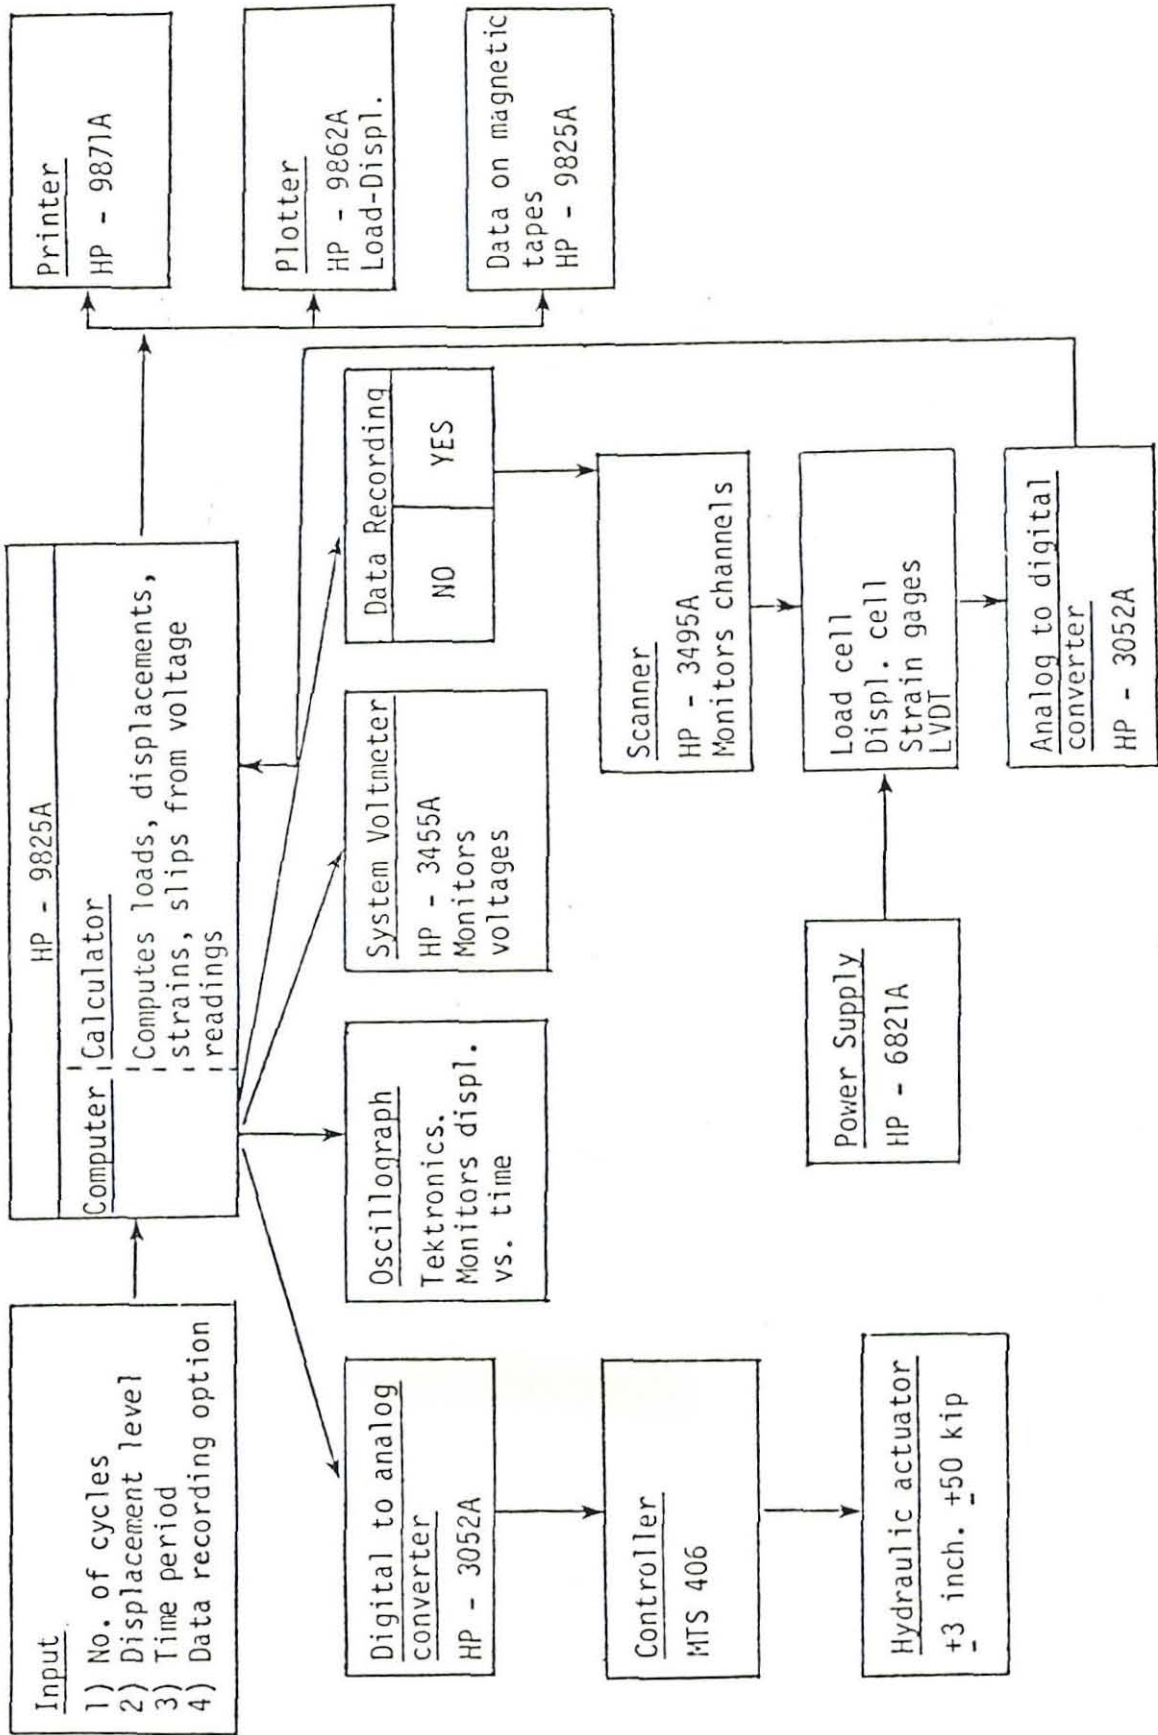 Input
1) No. of cycles
2) Displacement level
3) Time period
4) Data recording option
HP - 9825A
Computer
Calculator
Computes loads, displacements,
strains, slips from voltage
readings
Printer
HP - 9871A
Plotter
HP - 9862A
Load-Displ.
Data on magnetic
tapes
HP - 9825A
Digital to analog
converter
HP - 3052A
Oscillograph
Tektronics.
Monitors displ.
vs. time
System Voltmeter
HP - 3455A
Monitors
voltages
Data Recording
NO
YES
Controller
MTS 406
Scanner
HP - 3495A
Monitors channels
Hydraulic actuator
±3 inch. ±50 kip
Power Supply
HP - 6821A
Load cell
Displ. cell
Strain gages
LVDT
Analog to digital
converter
HP - 3052A